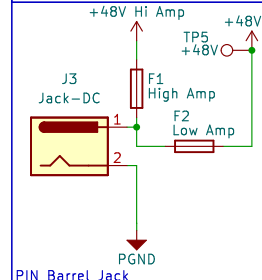 +48V Hi Amp
+48V
TP5
+48V
J3
Jack-DC
F1
High Amp
F2
Low Amp
1
2
PGND
PIN Barrel Jack